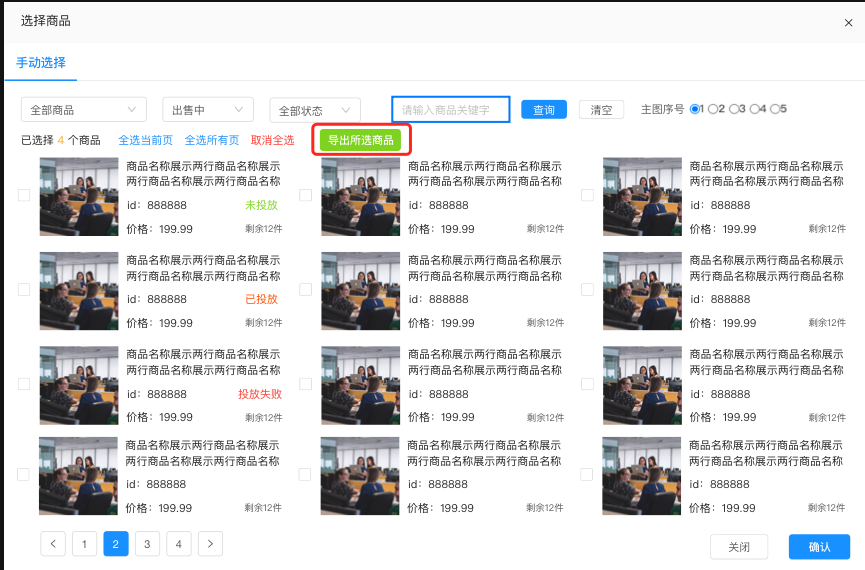 选择商品
×
手动选择
全部商品 出售中 全部状态 请输入商品关键字 查询 清空 主图序号 1 2 3 4 5
已选择 4 个商品 全选当前页 全选所有页 取消全选 导出所选商品
商品名称展示两行商品名称展示 商品名称展示两行商品名称展示 商品名称展示两行商品名称展示
两行商品名称展示两行商品名称 两行商品名称展示两行商品名称 两行商品名称展示两行商品名称
id：888888 未投放 id：888888 id：888888
价格：199.99 剩余12件 价格：199.99 剩余12件 价格：199.99 剩余12件
商品名称展示两行商品名称展示 商品名称展示两行商品名称展示 商品名称展示两行商品名称展示
两行商品名称展示两行商品名称 两行商品名称展示两行商品名称 两行商品名称展示两行商品名称
id：888888 已投放 id：888888 id：888888
价格：199.99 剩余12件 价格：199.99 剩余12件 价格：199.99 剩余12件
商品名称展示两行商品名称展示 商品名称展示两行商品名称展示 商品名称展示两行商品名称展示
两行商品名称展示两行商品名称 两行商品名称展示两行商品名称 两行商品名称展示两行商品名称
id：888888 投放失败 id：888888 id：888888
价格：199.99 剩余12件 价格：199.99 剩余12件 价格：199.99 剩余12件
商品名称展示两行商品名称展示 商品名称展示两行商品名称展示 商品名称展示两行商品名称展示
两行商品名称展示两行商品名称 两行商品名称展示两行商品名称 两行商品名称展示两行商品名称
id：888888 id：888888 id：888888
价格：199.99 剩余12件 价格：199.99 剩余12件 价格：199.99 剩余12件
< 1 2 3 4 > 关闭 确认